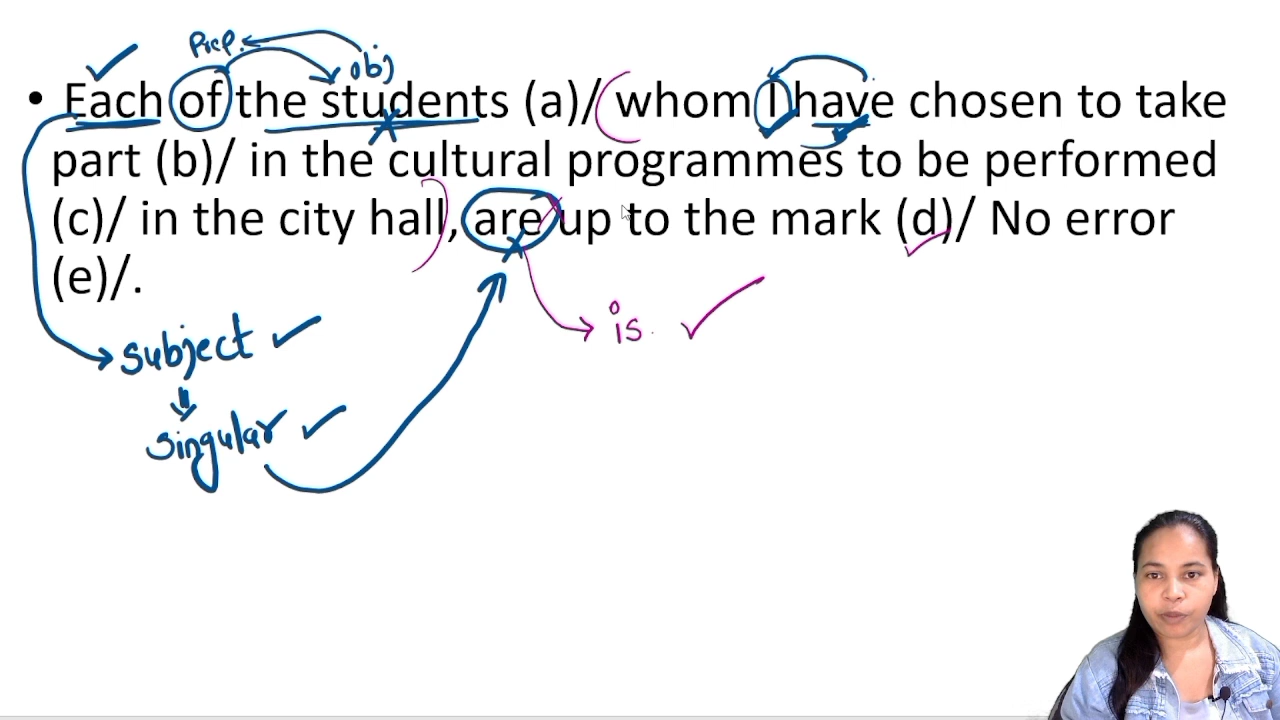 Prep.
obj
• Each of the students (a)/ whom I have chosen to take
part (b)/ in the cultural programmes to be performed
(c)/ in the city hall, are up to the mark (d)/ No error
(e)/.
is.
subject
singular